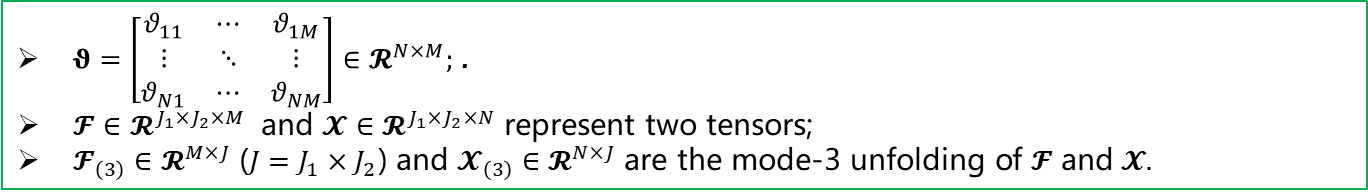 ➢ 𝛝 = [ϑ₁₁ ⋯ ϑ₁M
⋮ ⋱ ⋮
ϑN₁ ⋯ ϑNM] ∈ 𝓡^{N×M}; .
➢ 𝓕 ∈ 𝓡^{J₁×J₂×M} and 𝓧 ∈ 𝓡^{J₁×J₂×N} represent two tensors;
➢ 𝓕₍₃₎ ∈ 𝓡^{M×J} (J = J₁ × J₂) and 𝓧₍₃₎ ∈ 𝓡^{N×J} are the mode-3 unfolding of 𝓕 and 𝓧.